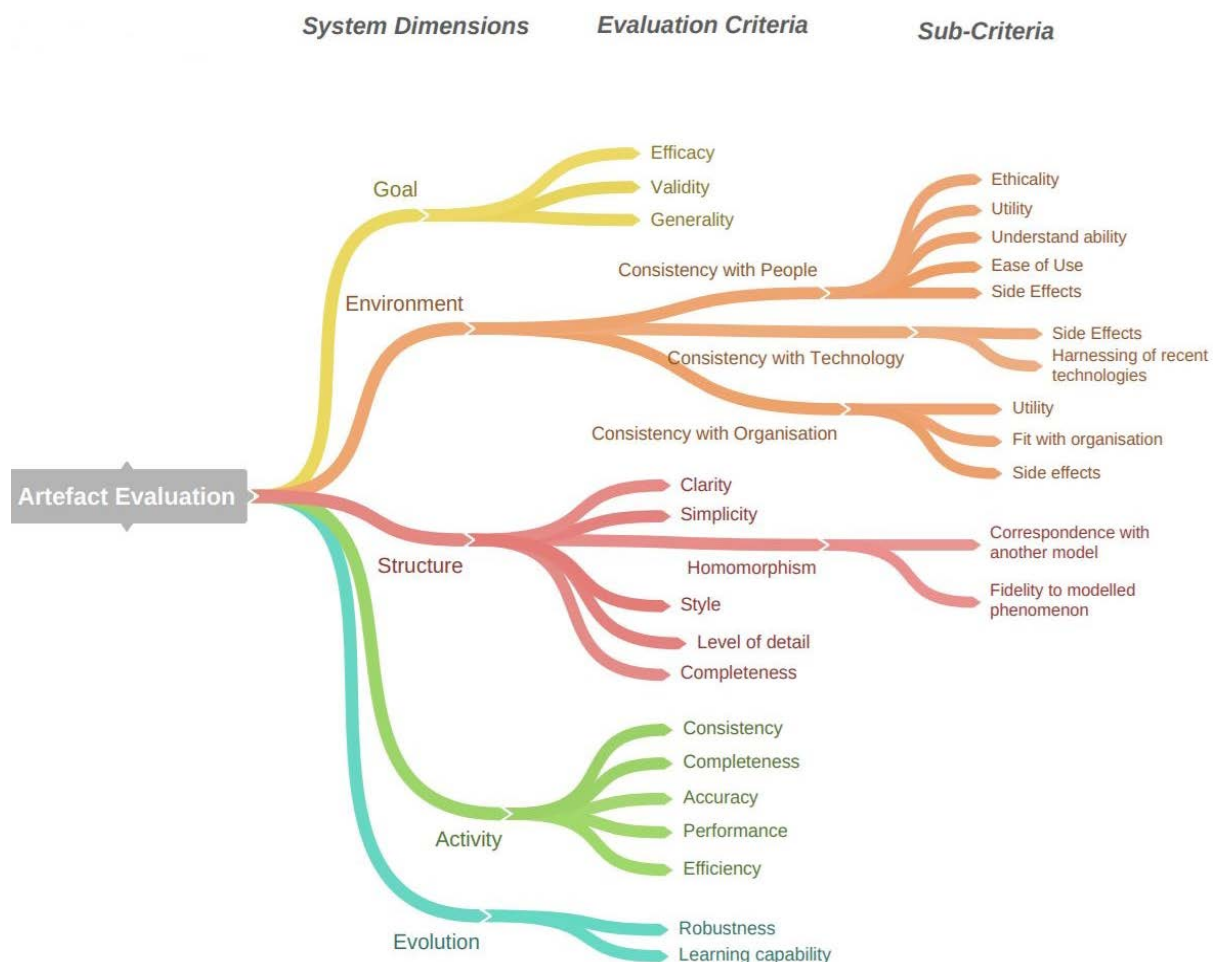 System Dimensions
Evaluation Criteria
Sub-Criteria
Artefact Evaluation
Goal
Efficacy
Validity
Generality
Environment
Consistency with People
Ethicality
Utility
Understand ability
Ease of Use
Side Effects
Consistency with Technology
Side Effects
Harnessing of recent
technologies
Consistency with Organisation
Utility
Fit with organisation
Side effects
Structure
Clarity
Simplicity
Homomorphism
Correspondence with
another model
Fidelity to modelled
phenomenon
Style
Level of detail
Completeness
Activity
Consistency
Completeness
Accuracy
Performance
Efficiency
Evolution
Robustness
Learning capability